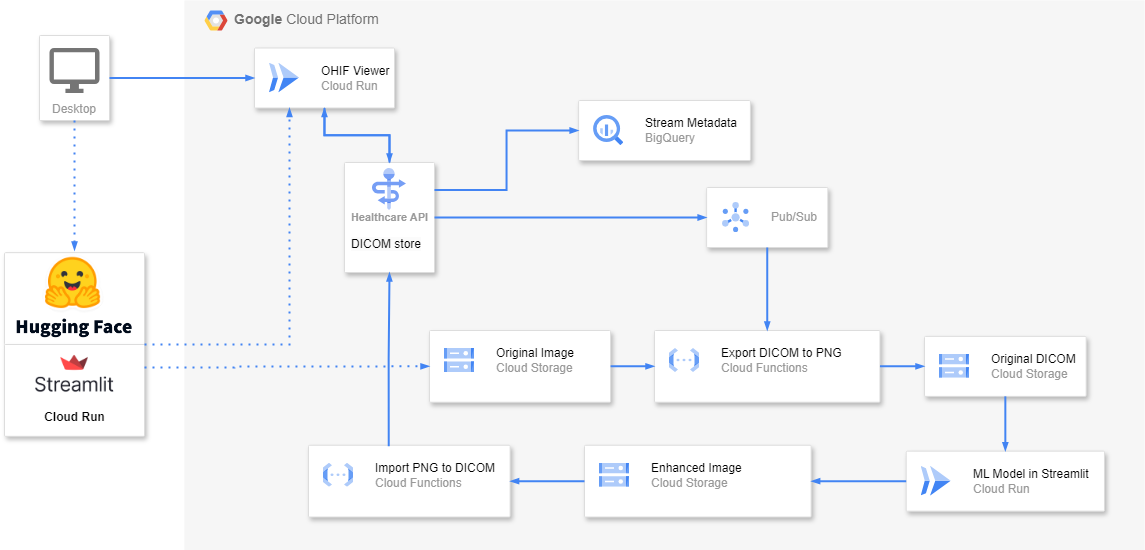 Google Cloud Platform
OHIF Viewer
Cloud Run
Desktop
Stream Metadata
BigQuery
Healthcare API
DICOM store
Pub/Sub
Hugging Face
Streamlit
Cloud Run
Original Image
Cloud Storage
Export DICOM to PNG
Cloud Functions
Original DICOM
Cloud Storage
Import PNG to DICOM
Cloud Functions
Enhanced Image
Cloud Storage
ML Model in Streamlit
Cloud Run